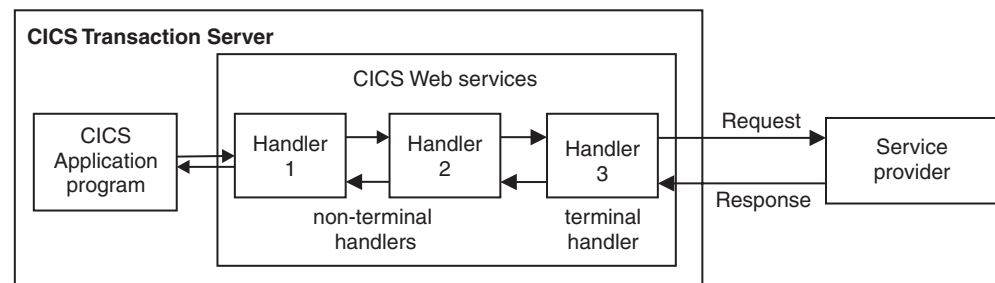 CICS Transaction Server
CICS Web services
CICS
Application
program
Handler
1
Handler
2
Handler
3
non-terminal
handlers
terminal
handler
Request
Response
Service
provider